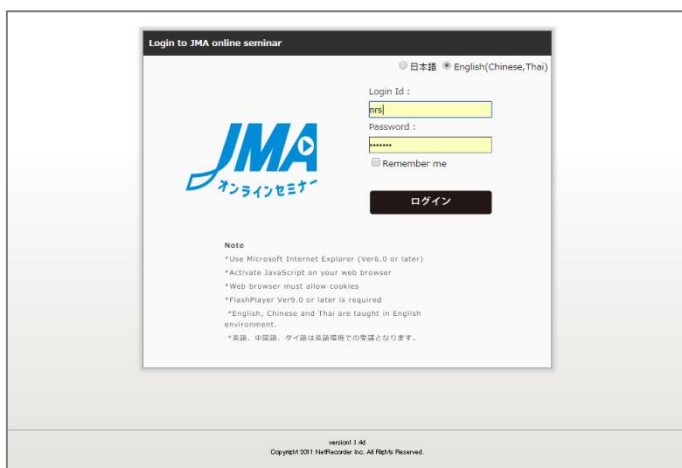 Login to JMA online seminar
日本語 English(Chinese,Thai)
Login Id :
nrs
Password :
•••••••
Remember me
JMA
オンラインセミナー
ログイン
Note
*Use Microsoft Internet Explorer (Ver6.0 or later)
*Activate JavaScript on your web browser
*Web browser must allow cookies
*FlashPlayer Ver9.0 or later is required
*English, Chinese and Thai are taught in English
environment.
*英語、中国語、タイ語は英語環境での受講となります。
version1.1.4d
Copyright 2011 NetRecorder Inc. All Rights Reserved.